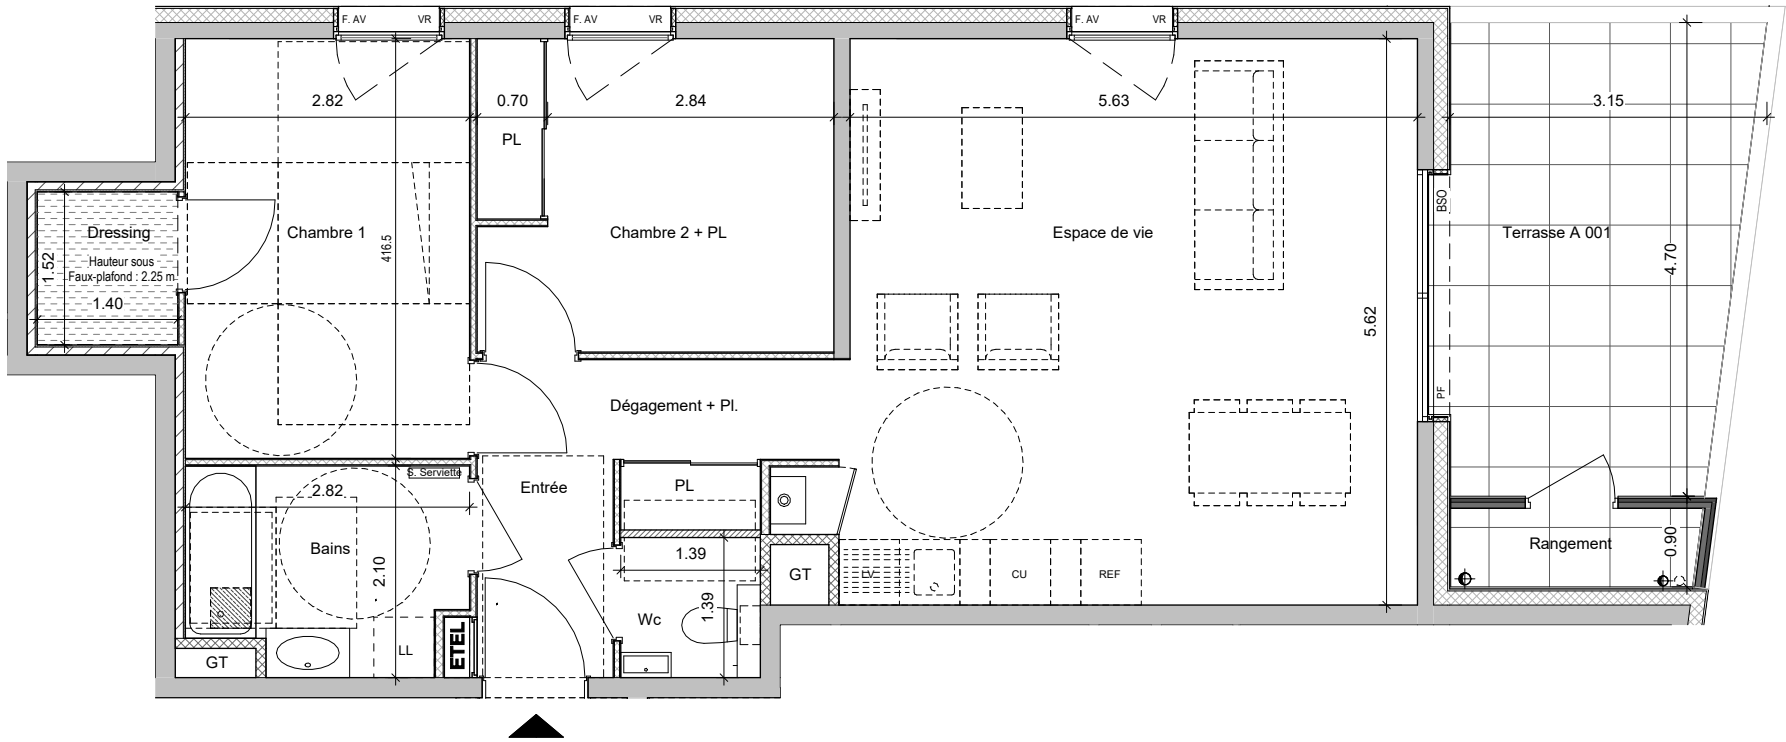 F. AV VR
F. AV VR
F. AV VR
2.82
0.70
2.84
5.63
3.15
PL
Dressing
Hauteur sous
Faux-plafond : 2.25 m
1.52
1.40
Chambre 1
416.5
Chambre 2 + PL
Espace de vie
BSO
Terrasse A 001
4.70
5.62
PF
Dégagement + Pl.
S. Serviette
2.82
Entrée
PL
Bains
2.10
1.39
GT
LV
CU
REF
Rangement
0.90
1.39
Wc
GT
LL
ETEL